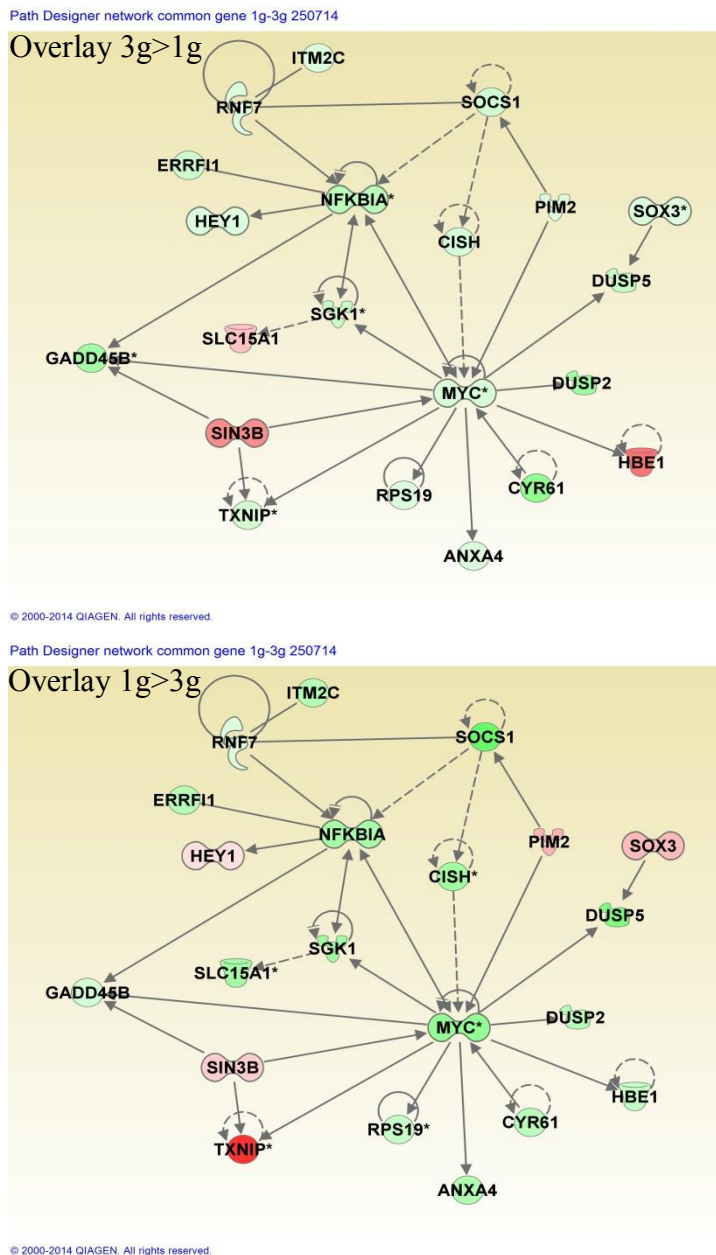 Path Designer network common gene 1g-3g 250714
Overlay 3g>1g
ITM2C
RNF7
SOCS1
ERRFI1
NFKBIA*
HEY1
PIM2
SOX3*
CISH
DUSP5
SGK1*
SLC15A1
GADD45B*
MYC*
DUSP2
SIN3B
HBE1
RPS19
CYR61
TXNIP*
ANXA4
© 2000-2014 QIAGEN. All rights reserved.
Path Designer network common gene 1g-3g 250714
Overlay 1g>3g
ITM2C
RNF7
SOCS1
ERRFI1
NFKBIA
HEY1
PIM2
SOX3
CISH*
DUSP5
SGK1
SLC15A1*
GADD45B
MYC*
DUSP2
SIN3B
HBE1
RPS19*
CYR61
TXNIP*
ANXA4
© 2000-2014 QIAGEN. All rights reserved.